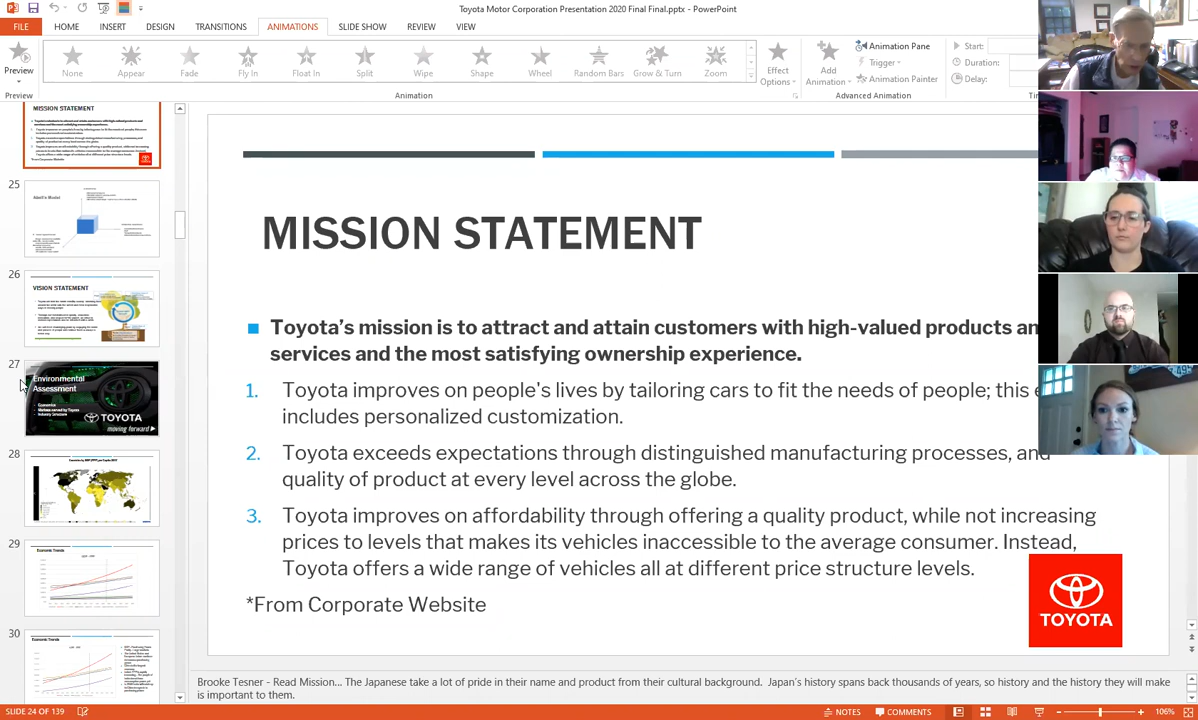 Toyota Motor Corporation Presentation 2020 Final Final.pptx - PowerPoint
FILE HOME INSERT DESIGN TRANSITIONS ANIMATIONS SLIDE SHOW REVIEW VIEW
Preview
None Appear Fade Fly In Float In Split Wipe Shape Wheel Random Bars Grow & Turn Zoom
Effect Options
Add Animation
Animation Pane
Trigger
Animation Painter
Start:
Duration:
Delay:
Preview Animation Advanced Animation
MISSION STATEMENT
25
26
VISION STATEMENT
27
Environmental
Assessment
TOYOTA
moving forward
28
29
Economic Trends
30
Economic Trends
MISSION STATEMENT
Toyota's mission is to attract and attain customers with high-valued products
services and the most satisfying ownership experience.
1. Toyota improves on people's lives by tailoring cars to fit the needs of people; this
includes personalized customization.
2. Toyota exceeds expectations through distinguished manufacturing processes, and
quality of product at every level across the globe.
3. Toyota improves on affordability through offering a quality product, while not increasing
prices to levels that makes its vehicles inaccessible to the average consumer. Instead,
Toyota offers a wide range of vehicles all at different price structure levels.
*From Corporate Website
TOYOTA
Brooke Tesner - Read Mission... The Japanese take a lot of pride in their name and product from their cultural background. Japan's history spans back thousands of years, so history and the history they will make
is important to them.
SLIDE 24 OF 139 NOTES COMMENTS 106%